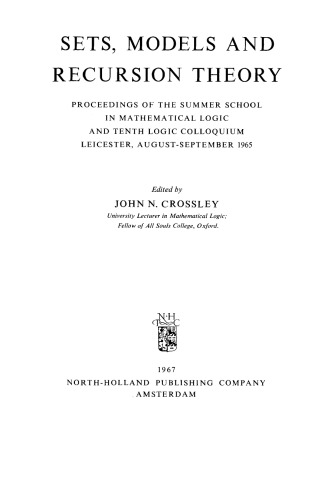 SETS, MODELS AND
RECURSION THEORY
PROCEEDINGS OF THE SUMMER SCHOOL
IN MATHEMATICAL LOGIC
AND TENTH LOGIC COLLOQUIUM
LEICESTER, AUGUST-SEPTEMBER 1965
Edited by
JOHN N. CROSSLEY
University Lecturer in Mathematical Logic;
Fellow of All Souls College, Oxford.
N·H
1967
NORTH-HOLLAND PUBLISHING COMPANY
AMSTERDAM